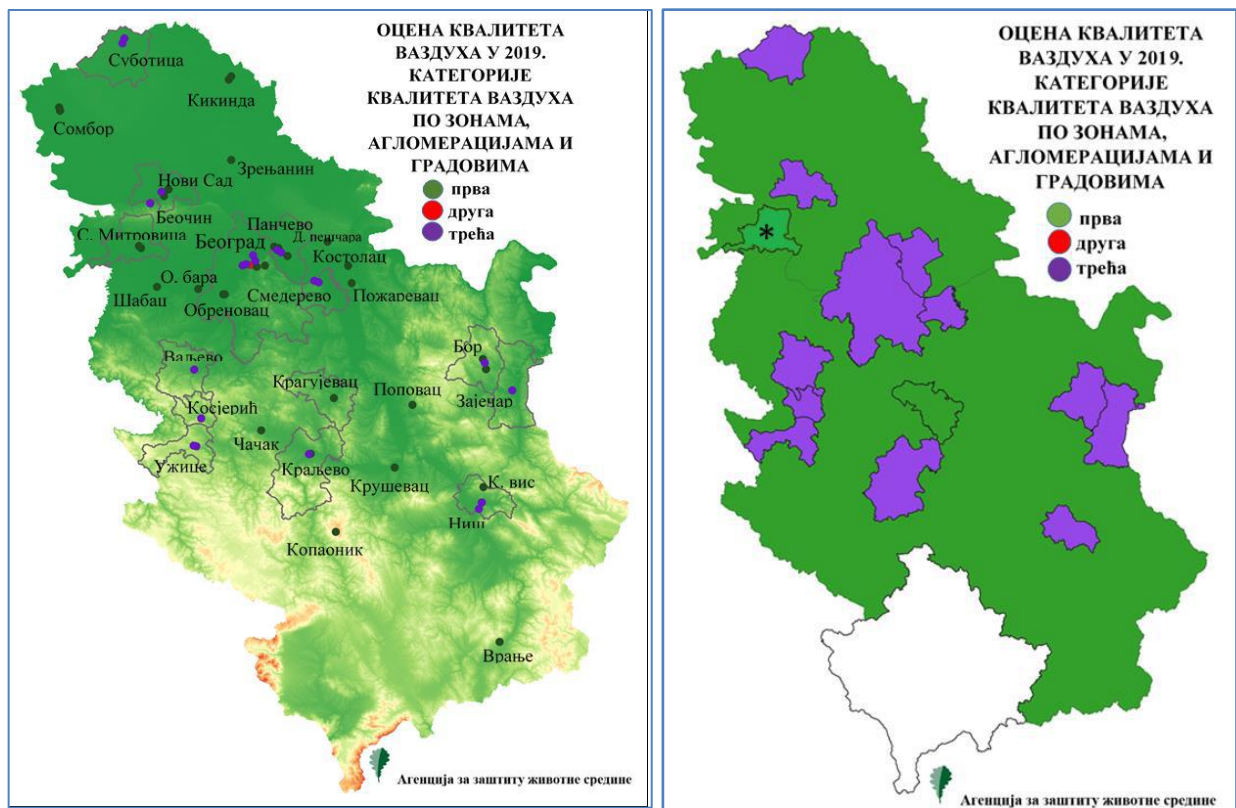 ОЦЕНА КВАЛИТЕТА
ВАЗДУХА У 2019.
КАТЕГОРИЈЕ
КВАЛИТЕТА ВАЗДУХА
ПО ЗОНАМА,
АГЛОМЕРАЦИЈАМА И
ГРАДОВИМА
прва
друга
трећа
Суботица
Кикинда
Сомбор
Зрењанин
Нови Сад
Беочин
С. Митровица
Панчево
Београд
Д. пешчара
Костолац
О. бара
Шабац
Обреновац
Смедерево
Пожаревац
Ваљево
Бор
Крагујевац
Поповац
Зајечар
Косјерић
Чачак
Ужице
Краљево
Крушевац
К. вис
Ниш
Копаоник
Врање
Агенција за заштиту животне средине
ОЦЕНА КВАЛИТЕТА
ВАЗДУХА У 2019.
КАТЕГОРИЈЕ
КВАЛИТЕТА ВАЗДУХА
ПО ЗОНАМА,
АГЛОМЕРАЦИЈАМА И
ГРАДОВИМА
прва
друга
трећа
*
Агенција за заштиту животне средине